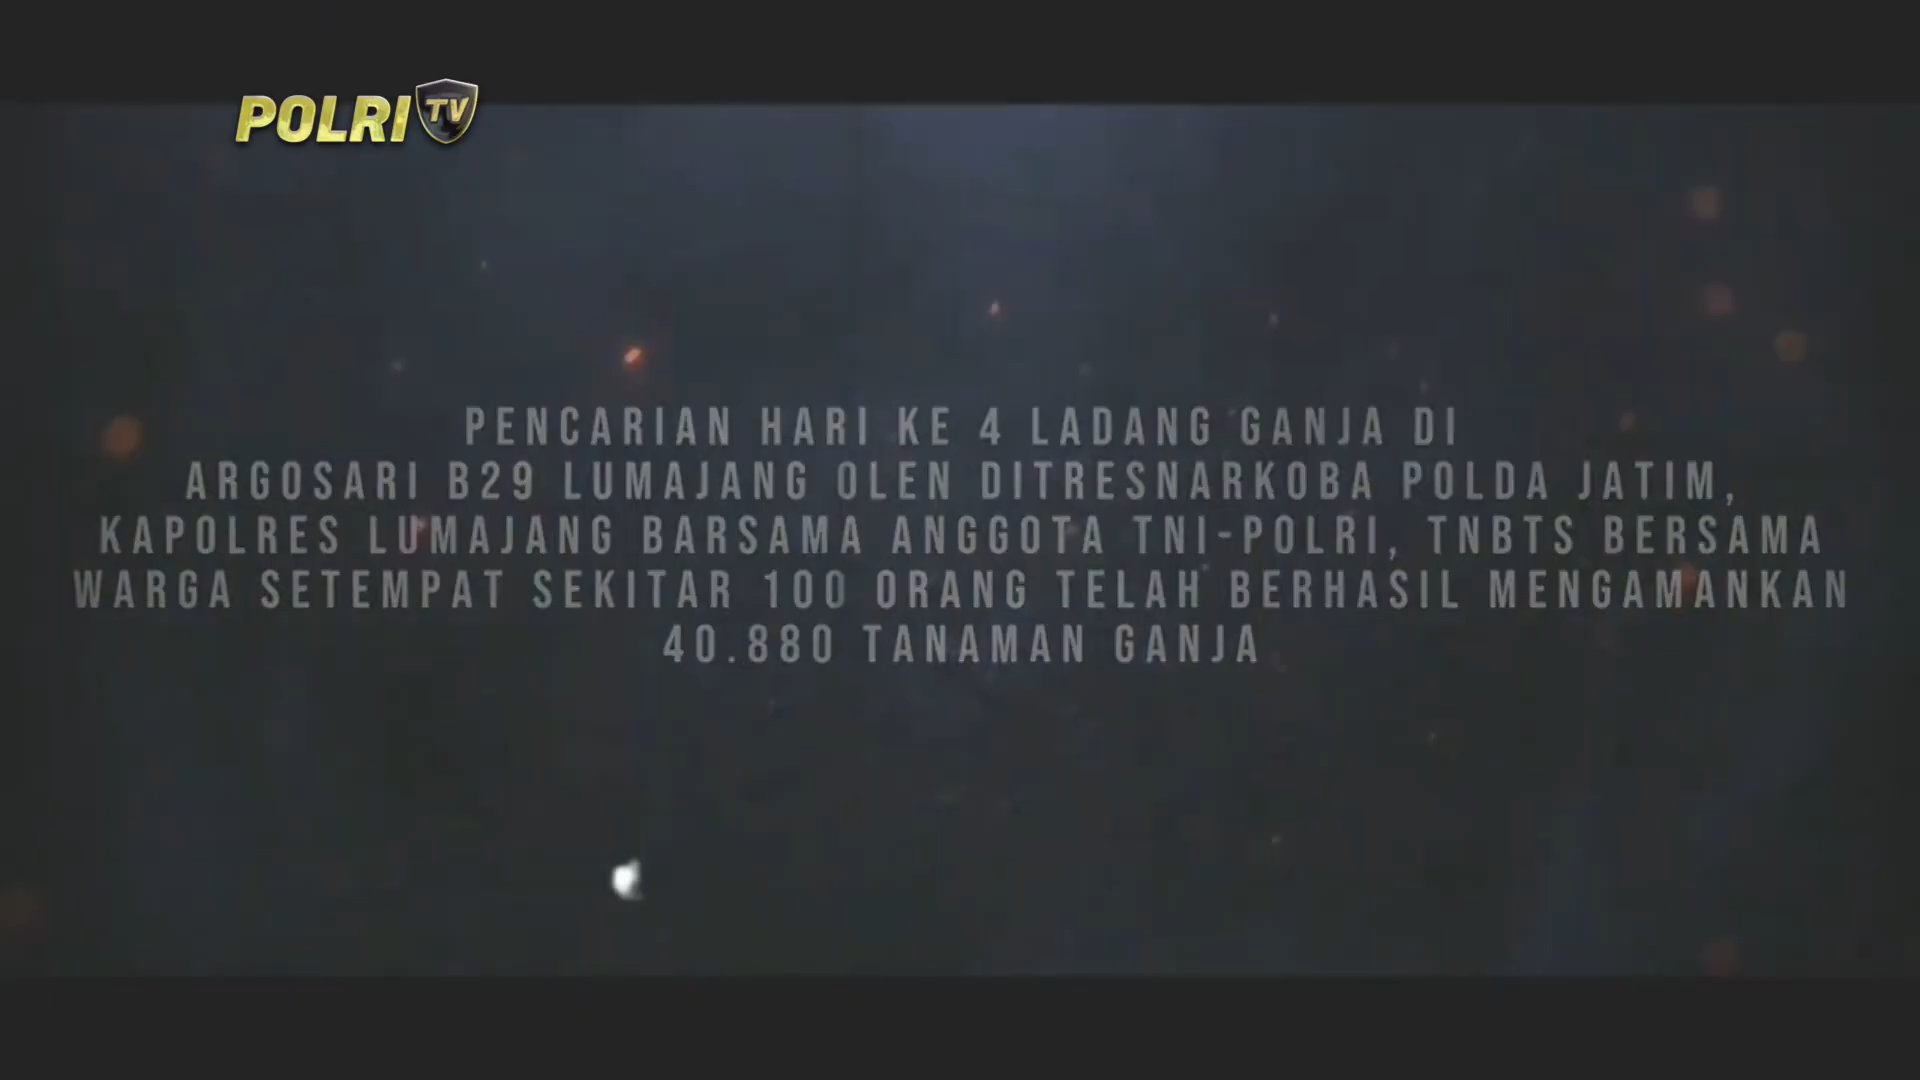 POLRI TV
PENCARIAN HARI KE 4 LADANG GANJA DI
ARGOSARI B29 LUMAJANG OLEN DITRESNARKOBA POLDA JATIM,
KAPOLRES LUMAJANG BARSAMA ANGGOTA TNI-POLRI, TNBTS BERSAMA
WARGA SETEMPAT SEKITAR 100 ORANG TELAH BERHASIL MENGAMANKAN
40.880 TANAMAN GANJA